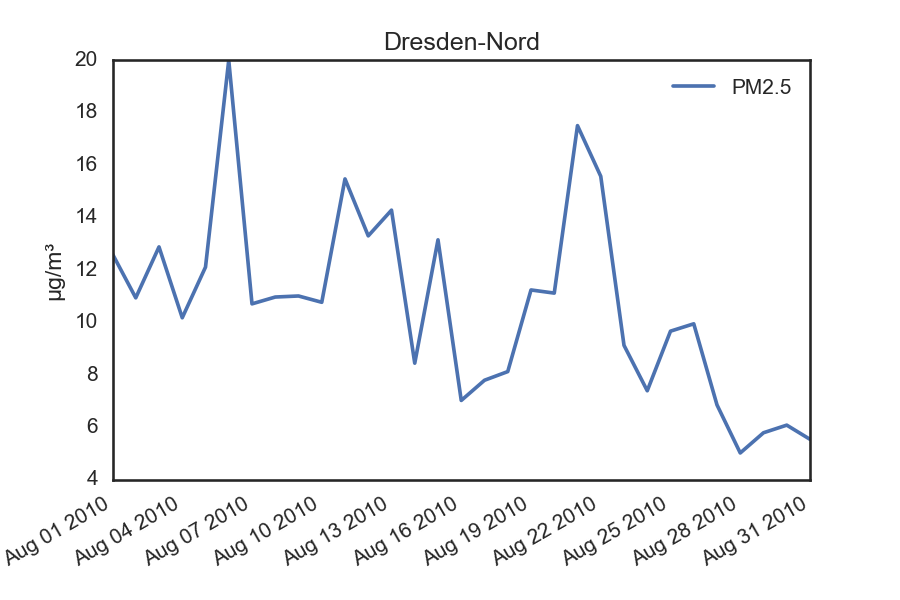 Dresden-Nord
PM2.5
µg/m³
20
18
16
14
12
10
8
6
4
Aug 01 2010
Aug 04 2010
Aug 07 2010
Aug 10 2010
Aug 13 2010
Aug 16 2010
Aug 19 2010
Aug 22 2010
Aug 25 2010
Aug 28 2010
Aug 31 2010